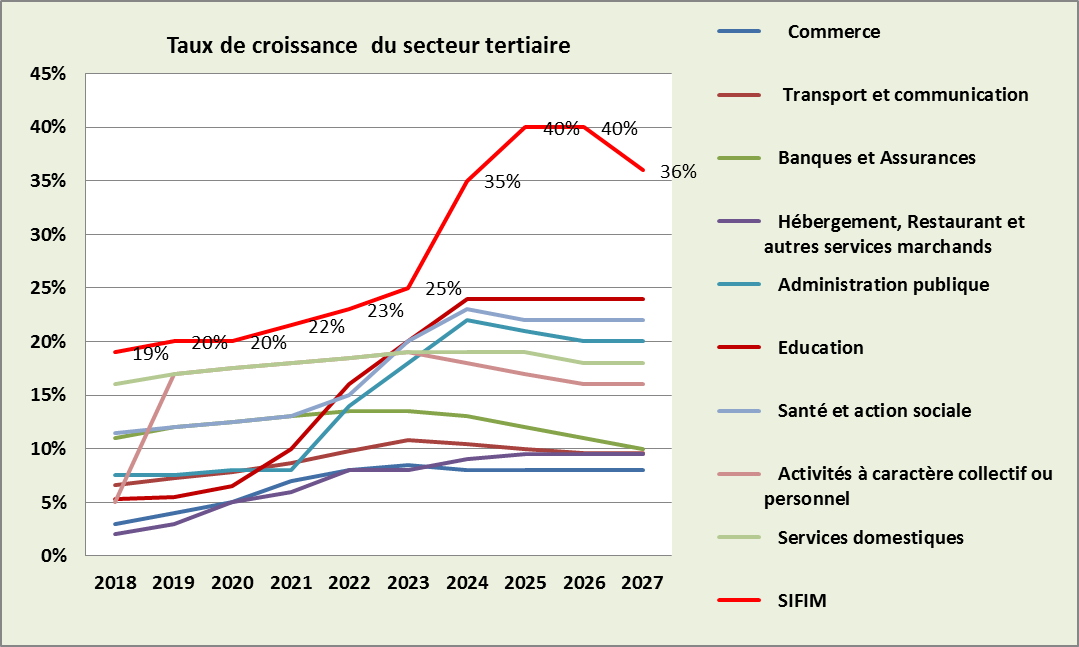 Taux de croissance du secteur tertiaire
45%
40%
35%
30%
25%
20%
15%
10%
5%
0%
19%
20%
20%
22%
23%
25%
35%
40%
40%
36%
2018 2019 2020 2021 2022 2023 2024 2025 2026 2027
Commerce
Transport et communication
Banques et Assurances
Hébergement, Restaurant et
autres services marchands
Administration publique
Education
Santé et action sociale
Activités à caractère collectif ou
personnel
Services domestiques
SIFIM